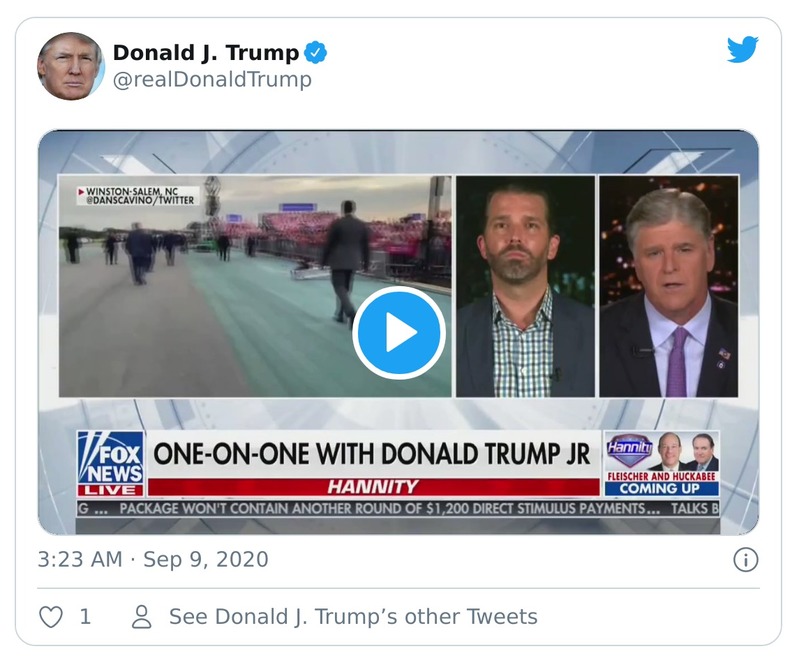 Donald J. Trump
@realDonaldTrump
WINSTON-SALEM, NC
@DANSCAVINO/TWITTER
FOX
NEWS
LIVE
ONE-ON-ONE WITH DONALD TRUMP JR
HANNITY
Hannity
FLEISCHER AND HUCKABEE
COMING UP
G ... PACKAGE WON'T CONTAIN ANOTHER ROUND OF $1,200 DIRECT STIMULUS PAYMENTS... TALKS B
3:23 AM · Sep 9, 2020
1 See Donald J. Trump’s other Tweets